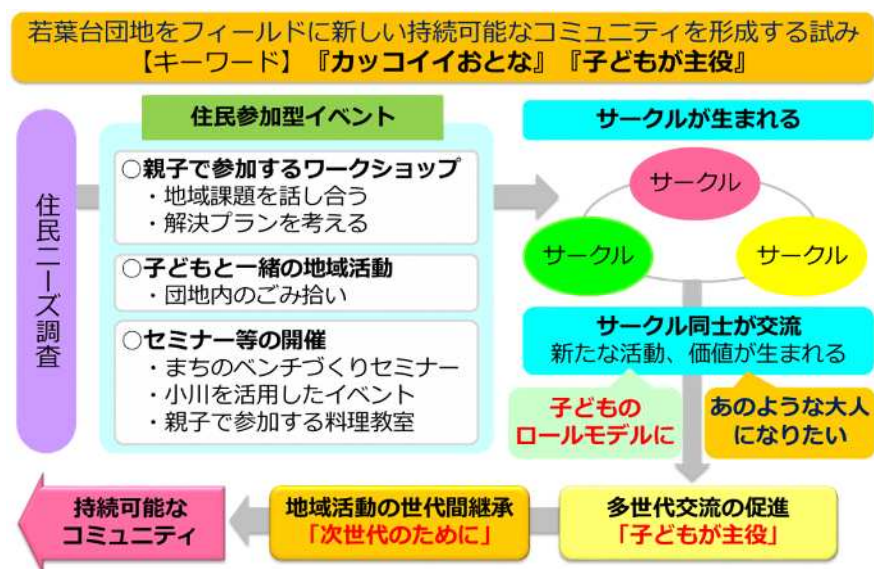 若葉台団地をフィールドに新しい持続可能なコミュニティを形成する試み
【キーワード】『カッコイイおとな』『子どもが主役』
住民ニーズ調査
住民参加型イベント
○親子で参加するワークショップ
・地域課題を話し合う
・解決プランを考える
○子どもと一緒の地域活動
・団地内のごみ拾い
○セミナー等の開催
・まちのベンチづくりセミナー
・小川を活用したイベント
・親子で参加する料理教室
サークルが生まれる
サークル
サークル
サークル
サークル同士が交流
新たな活動、価値が生まれる
子どもの
ロールモデルに
あのような大人
になりたい
多世代交流の促進
「子どもが主役」
地域活動の世代間継承
「次世代のために」
持続可能な
コミュニティ